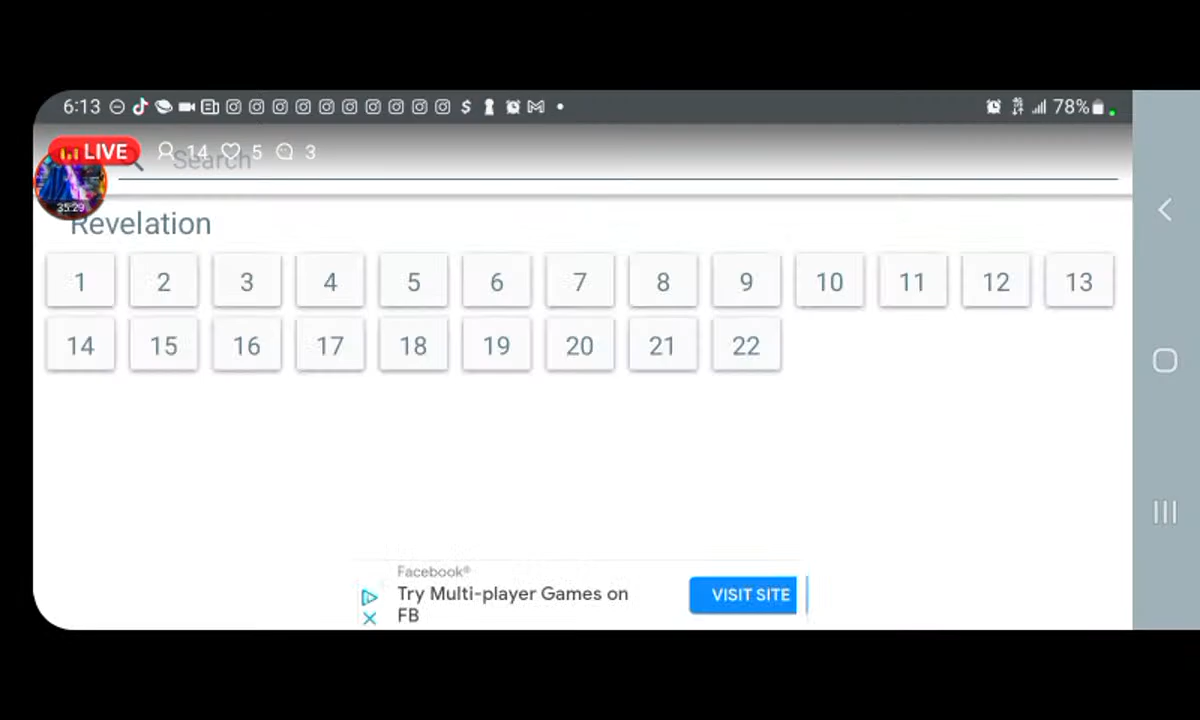 6:13 $ 78%
LIVE 14 5 3
Search
35:29
Revelation
1 2 3 4 5 6 7 8 9 10 11 12 13
14 15 16 17 18 19 20 21 22
Facebook®
Try Multi-player Games on
FB
VISIT SITE